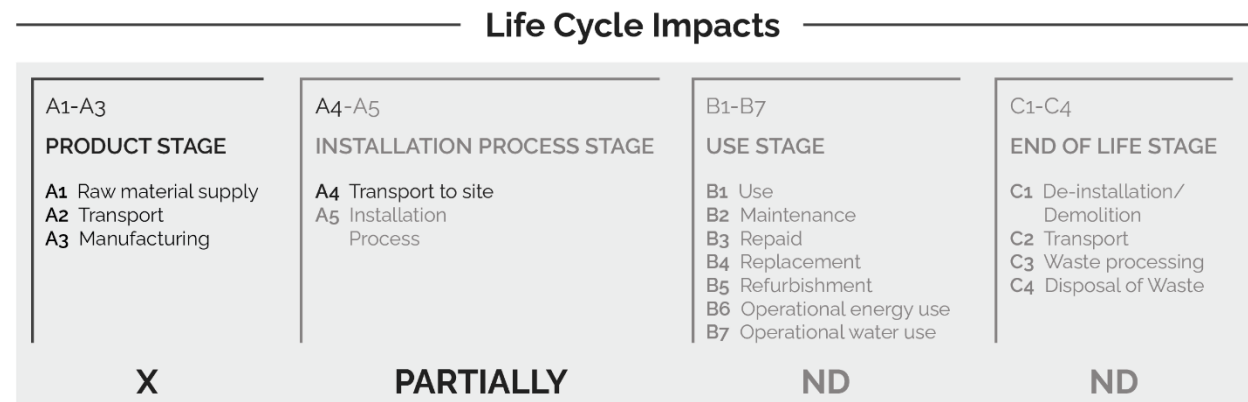 Life Cycle Impacts
A1-A3
PRODUCT STAGE
A1 Raw material supply
A2 Transport
A3 Manufacturing
X
A4-A5
INSTALLATION PROCESS STAGE
A4 Transport to site
A5 Installation
Process
PARTIALLY
B1-B7
USE STAGE
B1 Use
B2 Maintenance
B3 Repaid
B4 Replacement
B5 Refurbishment
B6 Operational energy use
B7 Operational water use
ND
C1-C4
END OF LIFE STAGE
C1 De-installation/
Demolition
C2 Transport
C3 Waste processing
C4 Disposal of Waste
ND